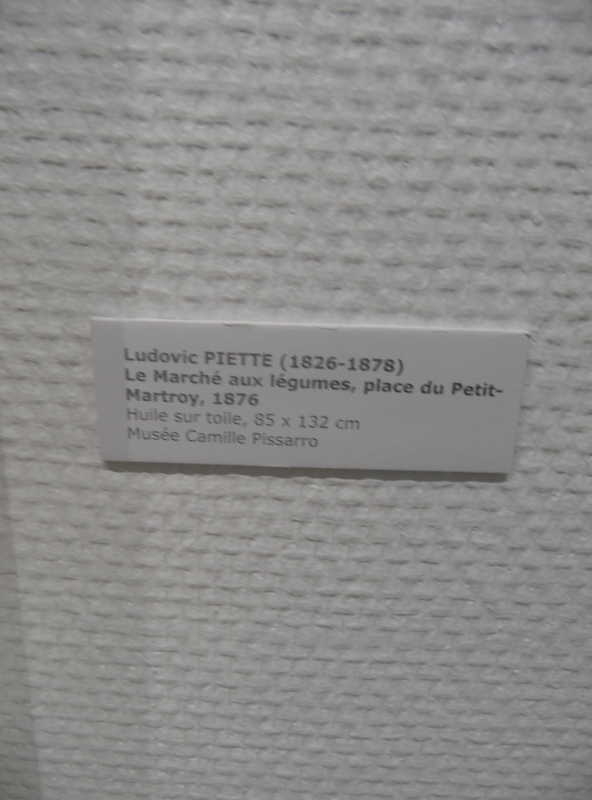 Ludovic PIETTE (1826-1878)
Le Marché aux légumes, place du Petit-
Martroy, 1876
Huile sur toile, 85 x 132 cm
Musée Camille Pissarro